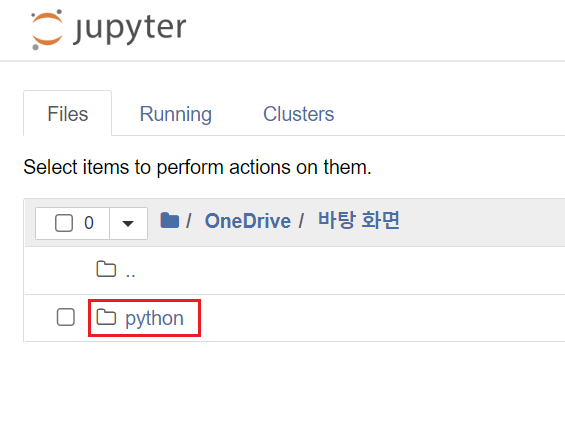 jupyter
Files Running Clusters
Select items to perform actions on them.
0 / OneDrive / 바탕 화면
..
python